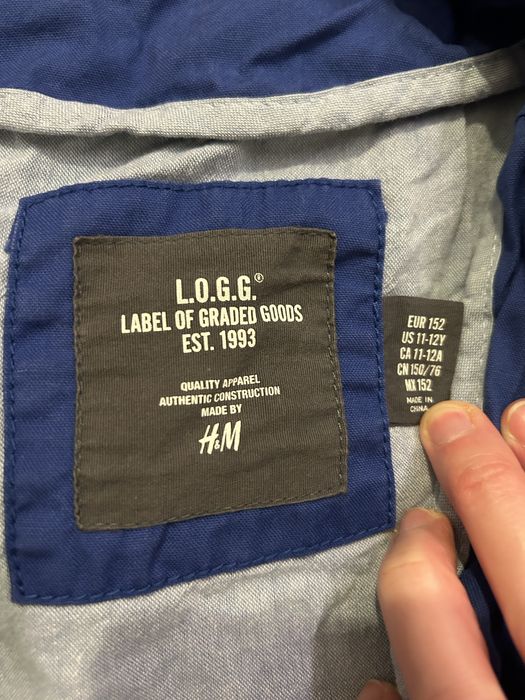 L.O.G.G.®
LABEL OF GRADED GOODS
EST. 1993
QUALITY APPAREL
AUTHENTIC CONSTRUCTION
MADE BY
H&M
EUR 152
US 11-12Y
CA 11-12A
CN 150/76
MX 152
MADE IN
CHINA